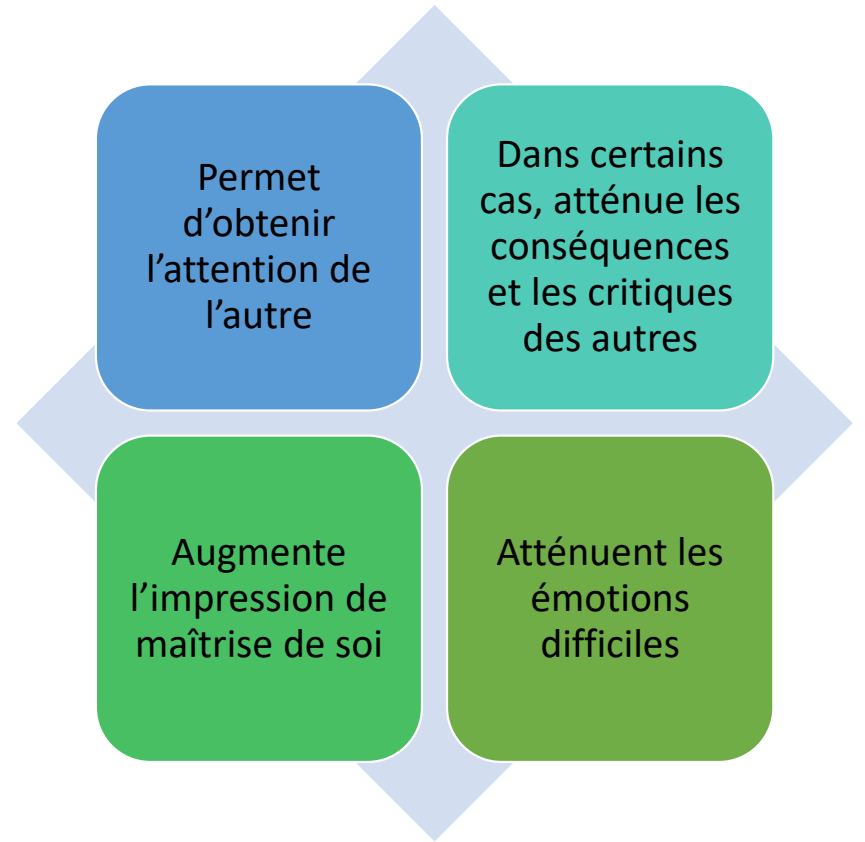 Permet
d’obtenir
l’attention de
l’autre
Dans certains
cas, atténue les
conséquences
et les critiques
des autres
Augmente
l’impression de
maîtrise de soi
Atténuent les
émotions
difficiles